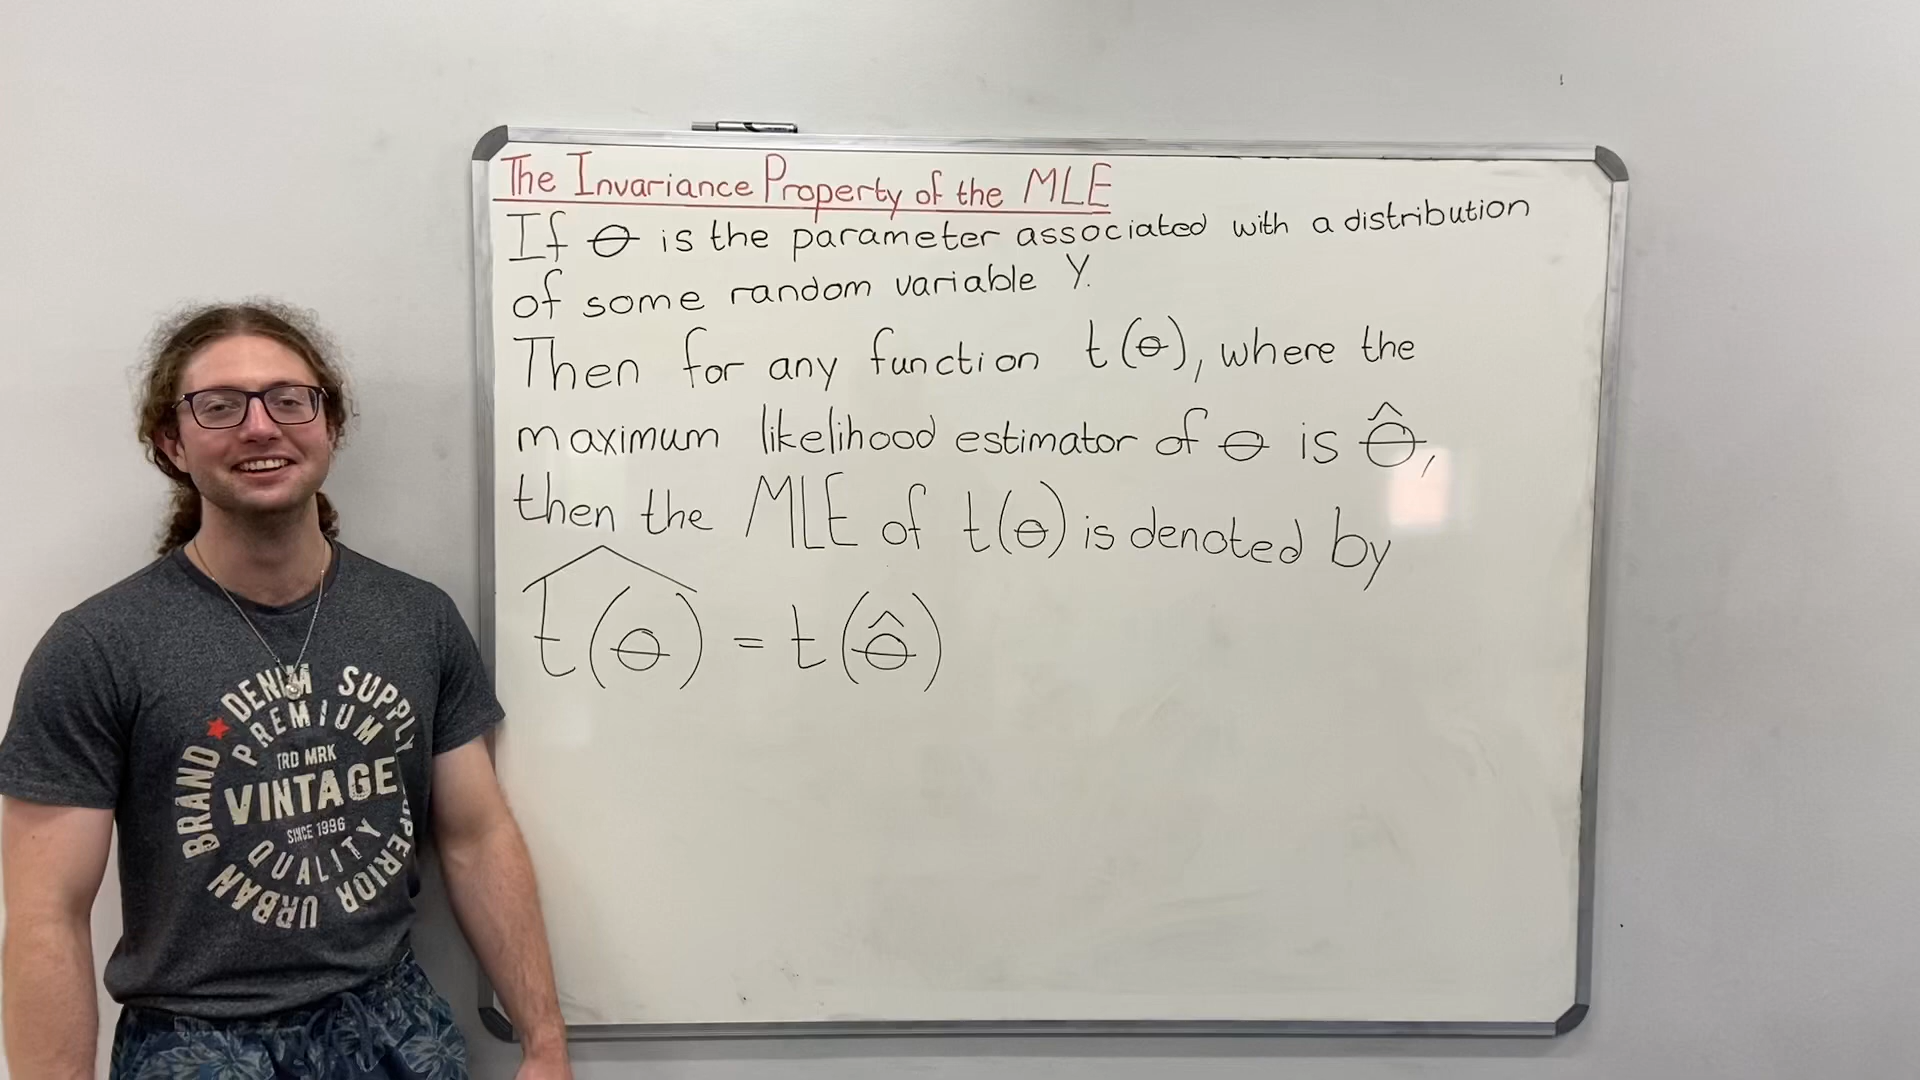 The Invariance Property of the MLE
If θ is the parameter associated with a distribution
of some random variable Y.
Then for any function t(θ), where the
maximum likelihood estimator of θ is θ̂,
then the MLE of t(θ) is denoted by
\widehat{t(θ)} = t(θ̂)
BRAND ★ DENIM SUPPLY
PREMIUM
TRD MRK
VINTAGE
SINCE 1996
QUALITY
URBAN